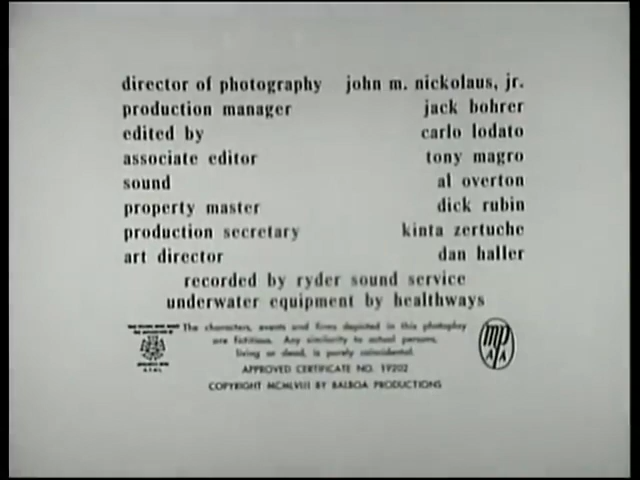 director of photography john m. nickolaus, jr.
production manager jack bohrer
edited by carlo lodato
associate editor tony magro
sound al overton
property master dick rubin
production secretary kinta zertuche
art director dan haller
recorded by ryder sound service
underwater equipment by healthways
The characters, events and firms depicted in this photoplay
are fictitious. Any similarity to actual persons,
living or dead, is purely coincidental.
APPROVED CERTIFICATE NO. 19202
COPYRIGHT MCMLVIII BY BALBOA PRODUCTIONS
mp
A A